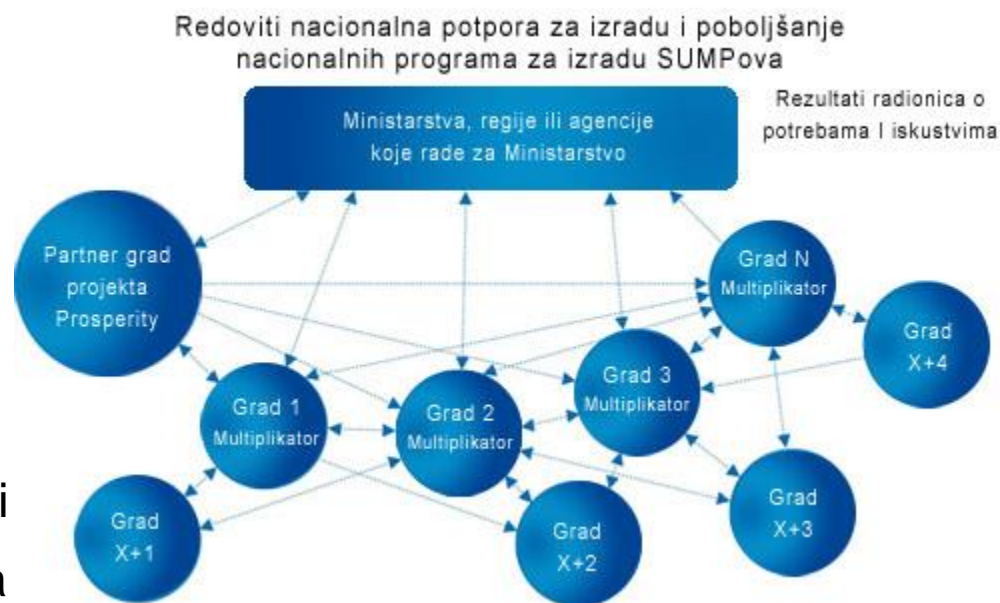 Redoviti nacionalna potpora za izradu i poboljšanje
nacionalnih programa za izradu SUMPova
Ministarstva, regije ili agencije
koje rade za Ministarstvo
Rezultati radionica o
potrebama I iskustvima
Partner grad
projekta
Prosperity
Grad N
Multiplikator
Grad
X+4
Grad 1
Multiplikator
Grad 2
Multiplikator
Grad 3
Multiplikator
i
a
Grad
X+1
Grad
X+2
Grad
X+3